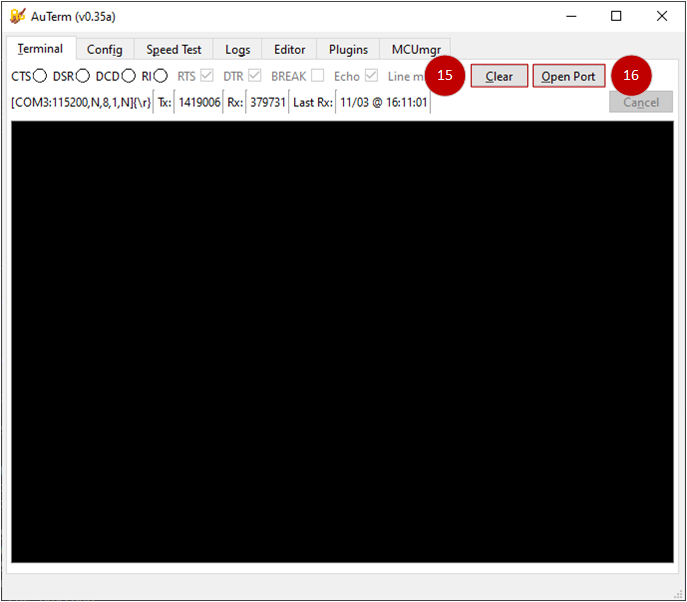 AuTerm (v0.35a)
Terminal Config Speed Test Logs Editor Plugins MCUmgr
CTS DSR DCD RI RTS DTR BREAK Echo Line m 15 Clear Open Port 16
[COM3:115200,N,8,1,N]{\r} Tx: 1419006 Rx: 379731 Last Rx: 11/03 @ 16:11:01 Cancel